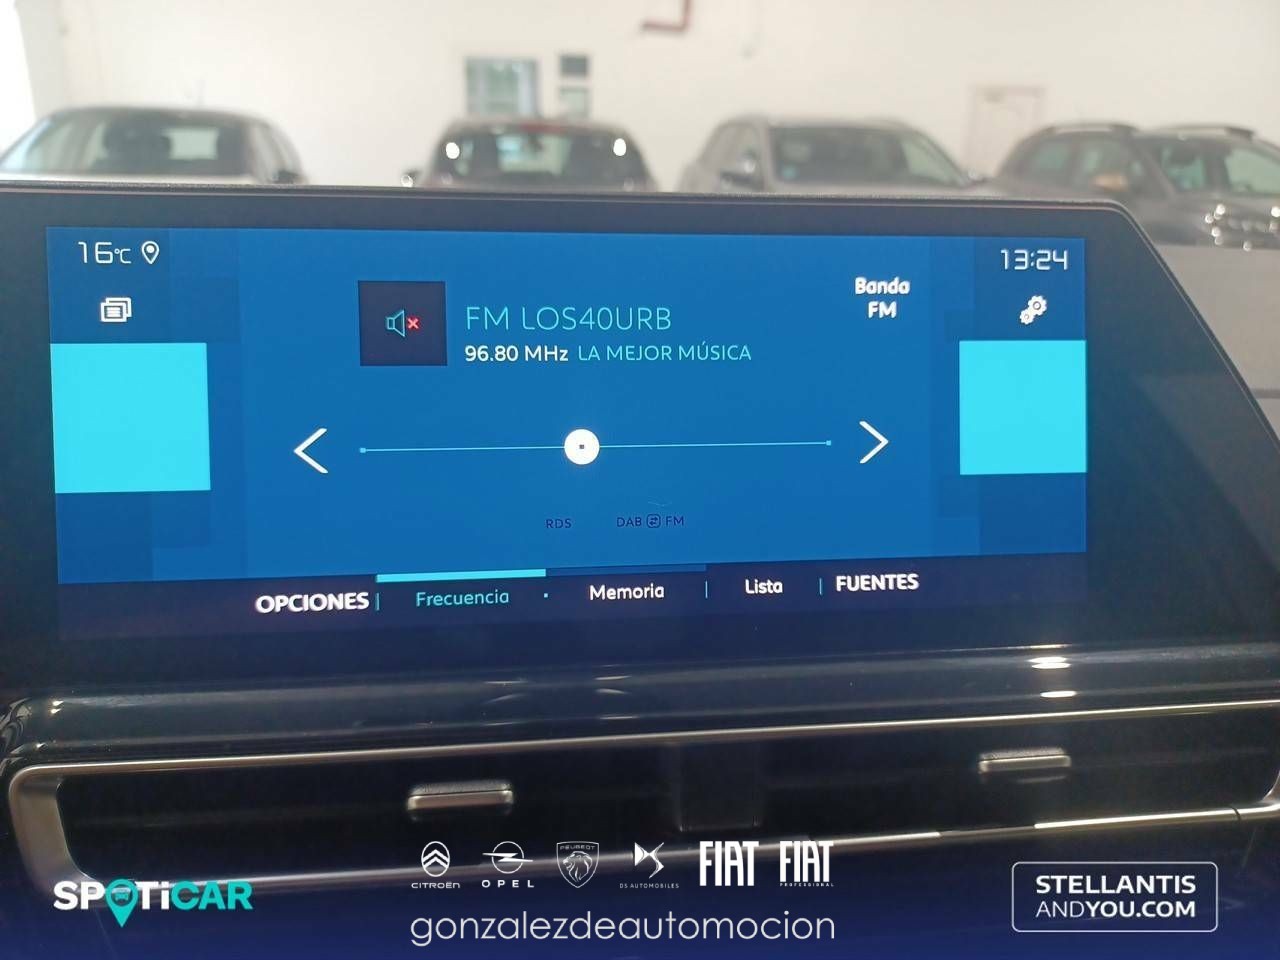 16°C
13:24
Banda
FM
FM LOS40URB
96.80 MHz LA MEJOR MÚSICA
RDS DAB FM
OPCIONES Frecuencia Memoria Lista FUENTES
CITROËN OPEL PEUGEOT DS AUTOMOBILES FIAT FIAT
PROFESSIONAL
SPOTiCAR
gonzalezdeautomocion
STELLANTIS
ANDYOU.COM